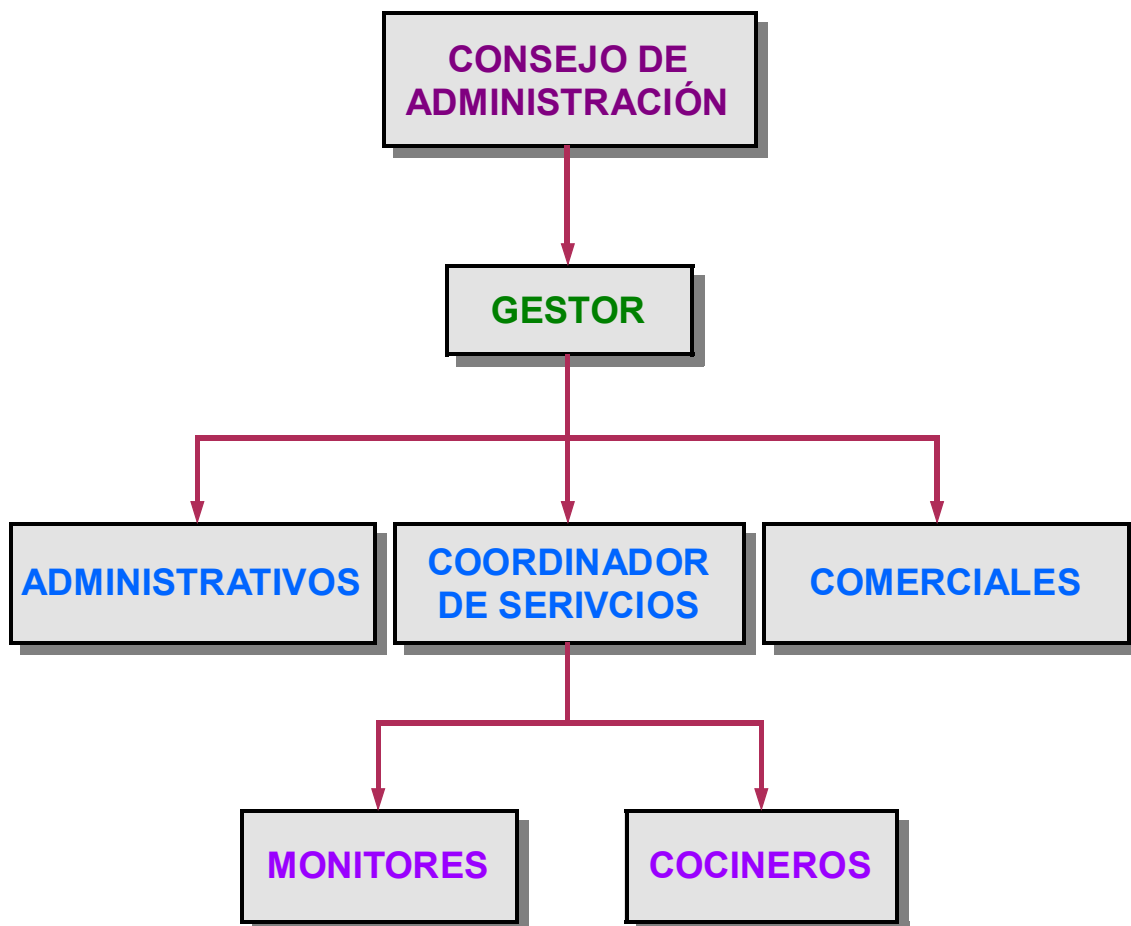 CONSEJO DE
ADMINISTRACIÓN
GESTOR
ADMINISTRATIVOS
COORDINADOR
DE SERIVCIOS
COMERCIALES
MONITORES
COCINEROS